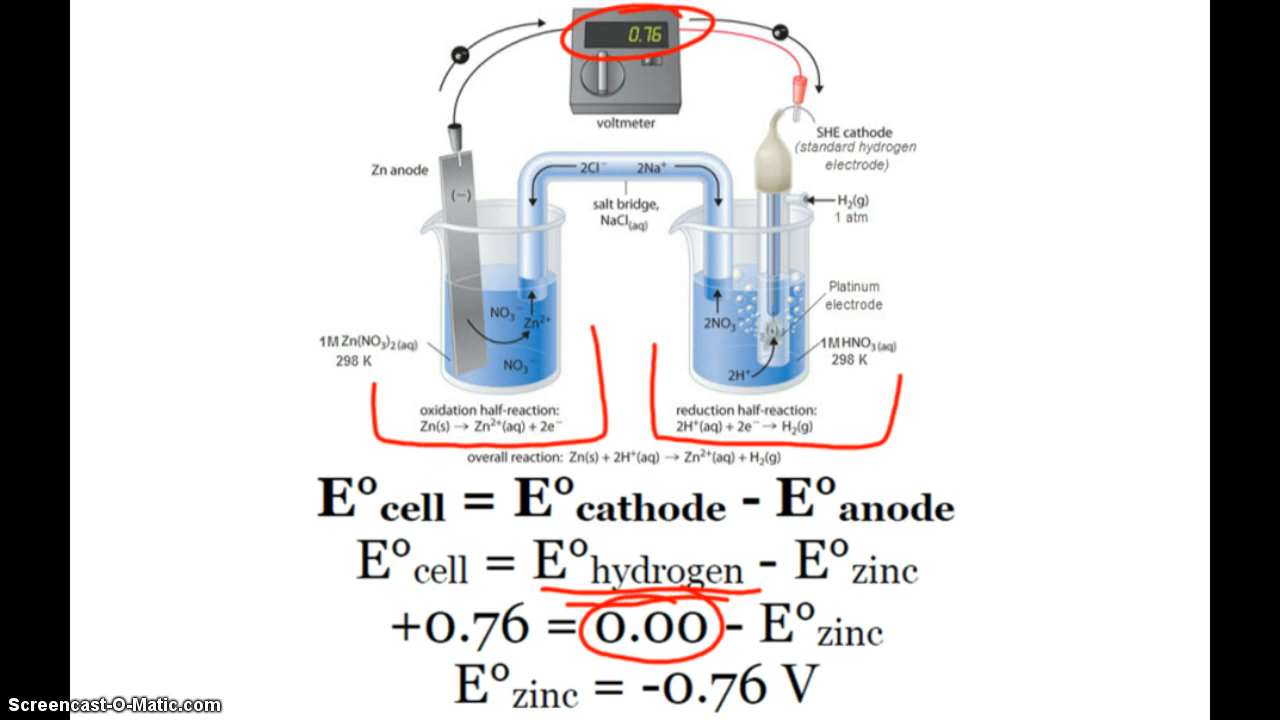 0.76
voltmeter
SHE cathode
(standard hydrogen
electrode)
Zn anode
(−)
2Cl⁻ 2Na⁺
salt bridge,
NaCl(aq)
H₂(g)
1 atm
Platinum
electrode
NO₃⁻
Zn²⁺
NO₃⁻
2NO₃⁻
2H⁺
1M Zn(NO₃)₂(aq)
298 K
1M HNO₃(aq)
298 K
oxidation half-reaction:
Zn(s) → Zn²⁺(aq) + 2e⁻
reduction half-reaction:
2H⁺(aq) + 2e⁻ → H₂(g)
overall reaction: Zn(s) + 2H⁺(aq) → Zn²⁺(aq) + H₂(g)
E°cell = E°cathode - E°anode
E°cell = E°hydrogen - E°zinc
+0.76 = 0.00 - E°zinc
E°zinc = -0.76 V
Screencast-O-Matic.com